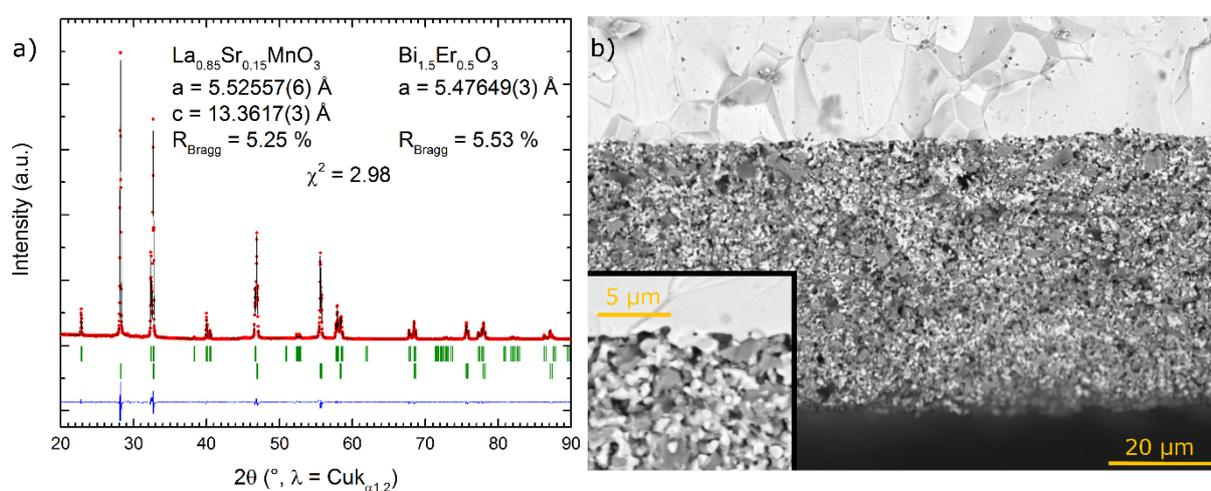 a)
La0.85Sr0.15MnO3
Bi1.5Er0.5O3
a = 5.52557(6) Å
a = 5.47649(3) Å
c = 13.3617(3) Å
RBragg = 5.25 %
RBragg = 5.53 %
χ² = 2.98
Intensity (a.u.)
20 30 40 50 60 70 80 90
2θ (°, λ = Cukα1,2)
b)
5 µm
20 µm